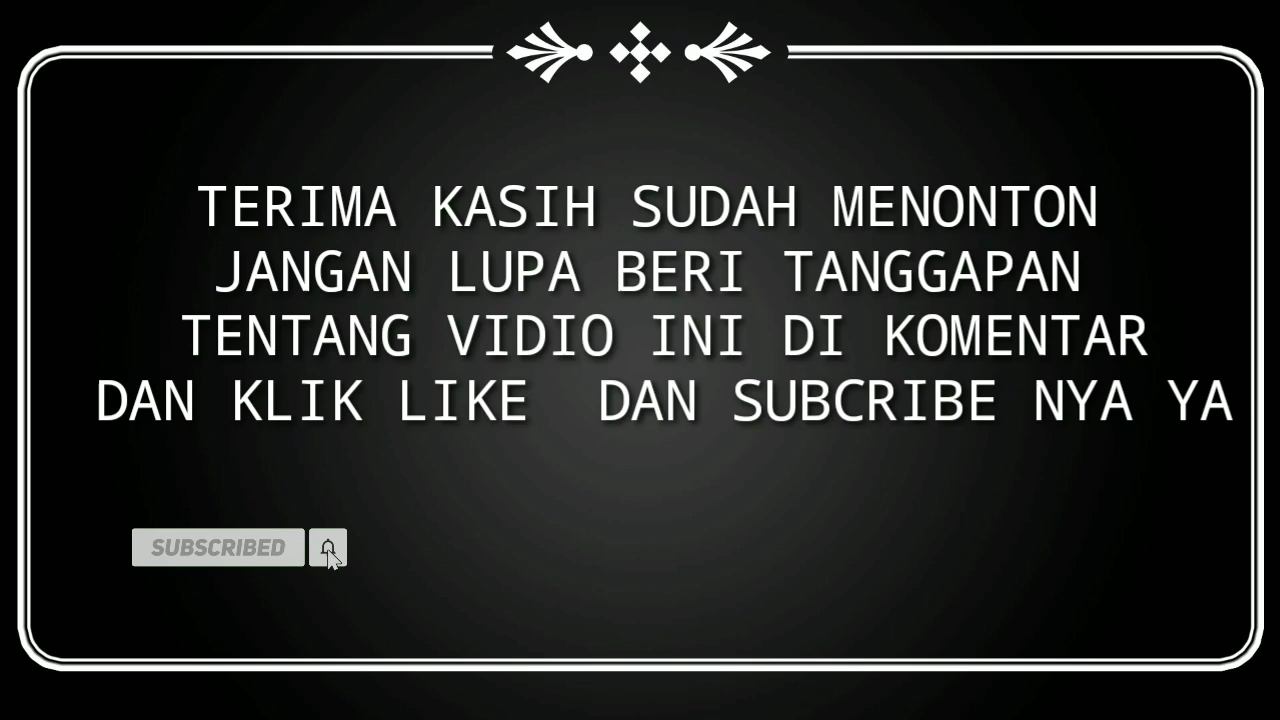 TERIMA KASIH SUDAH MENONTON
JANGAN LUPA BERI TANGGAPAN
TENTANG VIDIO INI DI KOMENTAR
DAN KLIK LIKE  DAN SUBCRIBE NYA YA
SUBSCRIBED